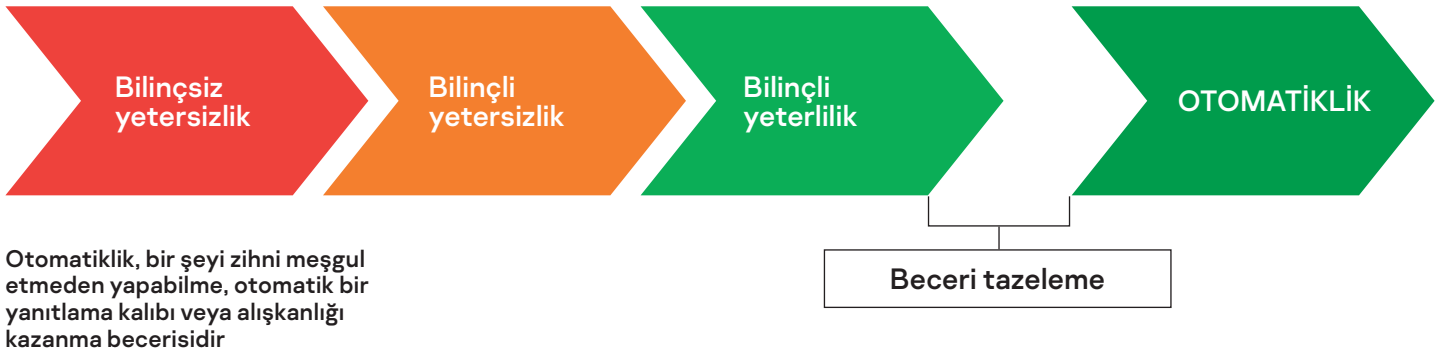 Bilinçsiz
yetersizlik
Bilinçli
yetersizlik
Bilinçli
yeterlilik
OTOMATİKLİK
Beceri tazeleme
Otomatiklik, bir şeyi zihni meşgul
etmeden yapabilme, otomatik bir
yanıtlama kalıbı veya alışkanlığı
kazanma becerisidir